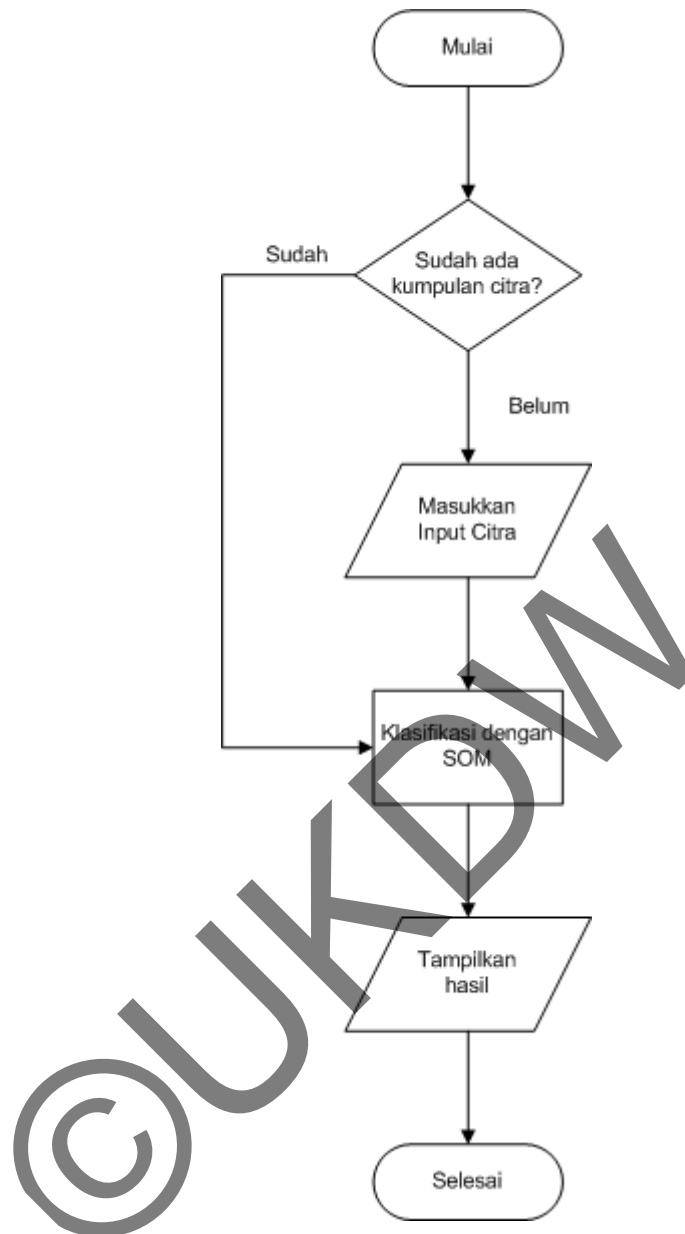 Mulai
Sudah
Sudah ada
kumpulan citra?
Belum
Masukkan
Input Citra
Klasifikasi dengan
SOM
Tampilkan
hasil
Selesai
©UKDW